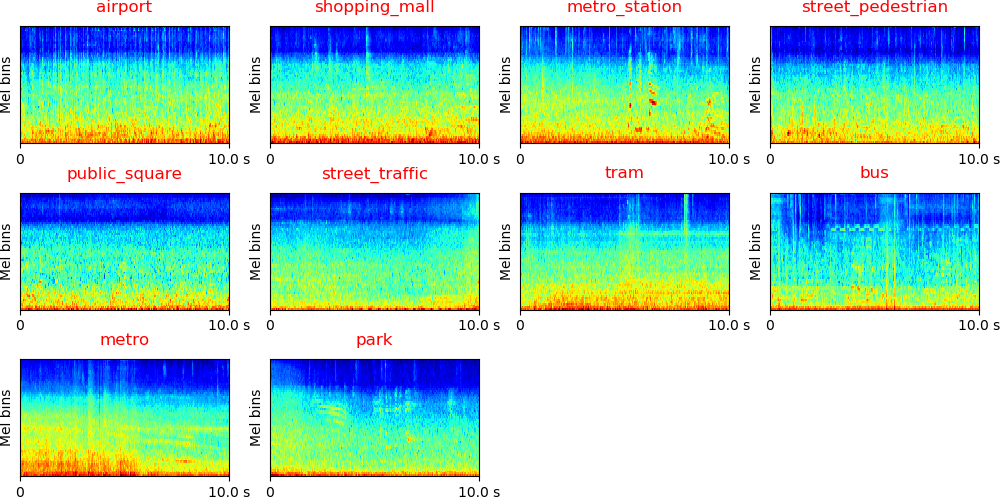 airport
shopping_mall
metro_station
street_pedestrian
Mel bins
Mel bins
Mel bins
Mel bins
0
10.0 s
0
10.0 s
0
10.0 s
0
10.0 s
public_square
street_traffic
tram
bus
Mel bins
Mel bins
Mel bins
Mel bins
0
10.0 s
0
10.0 s
0
10.0 s
0
10.0 s
metro
park
Mel bins
Mel bins
0
10.0 s
0
10.0 s